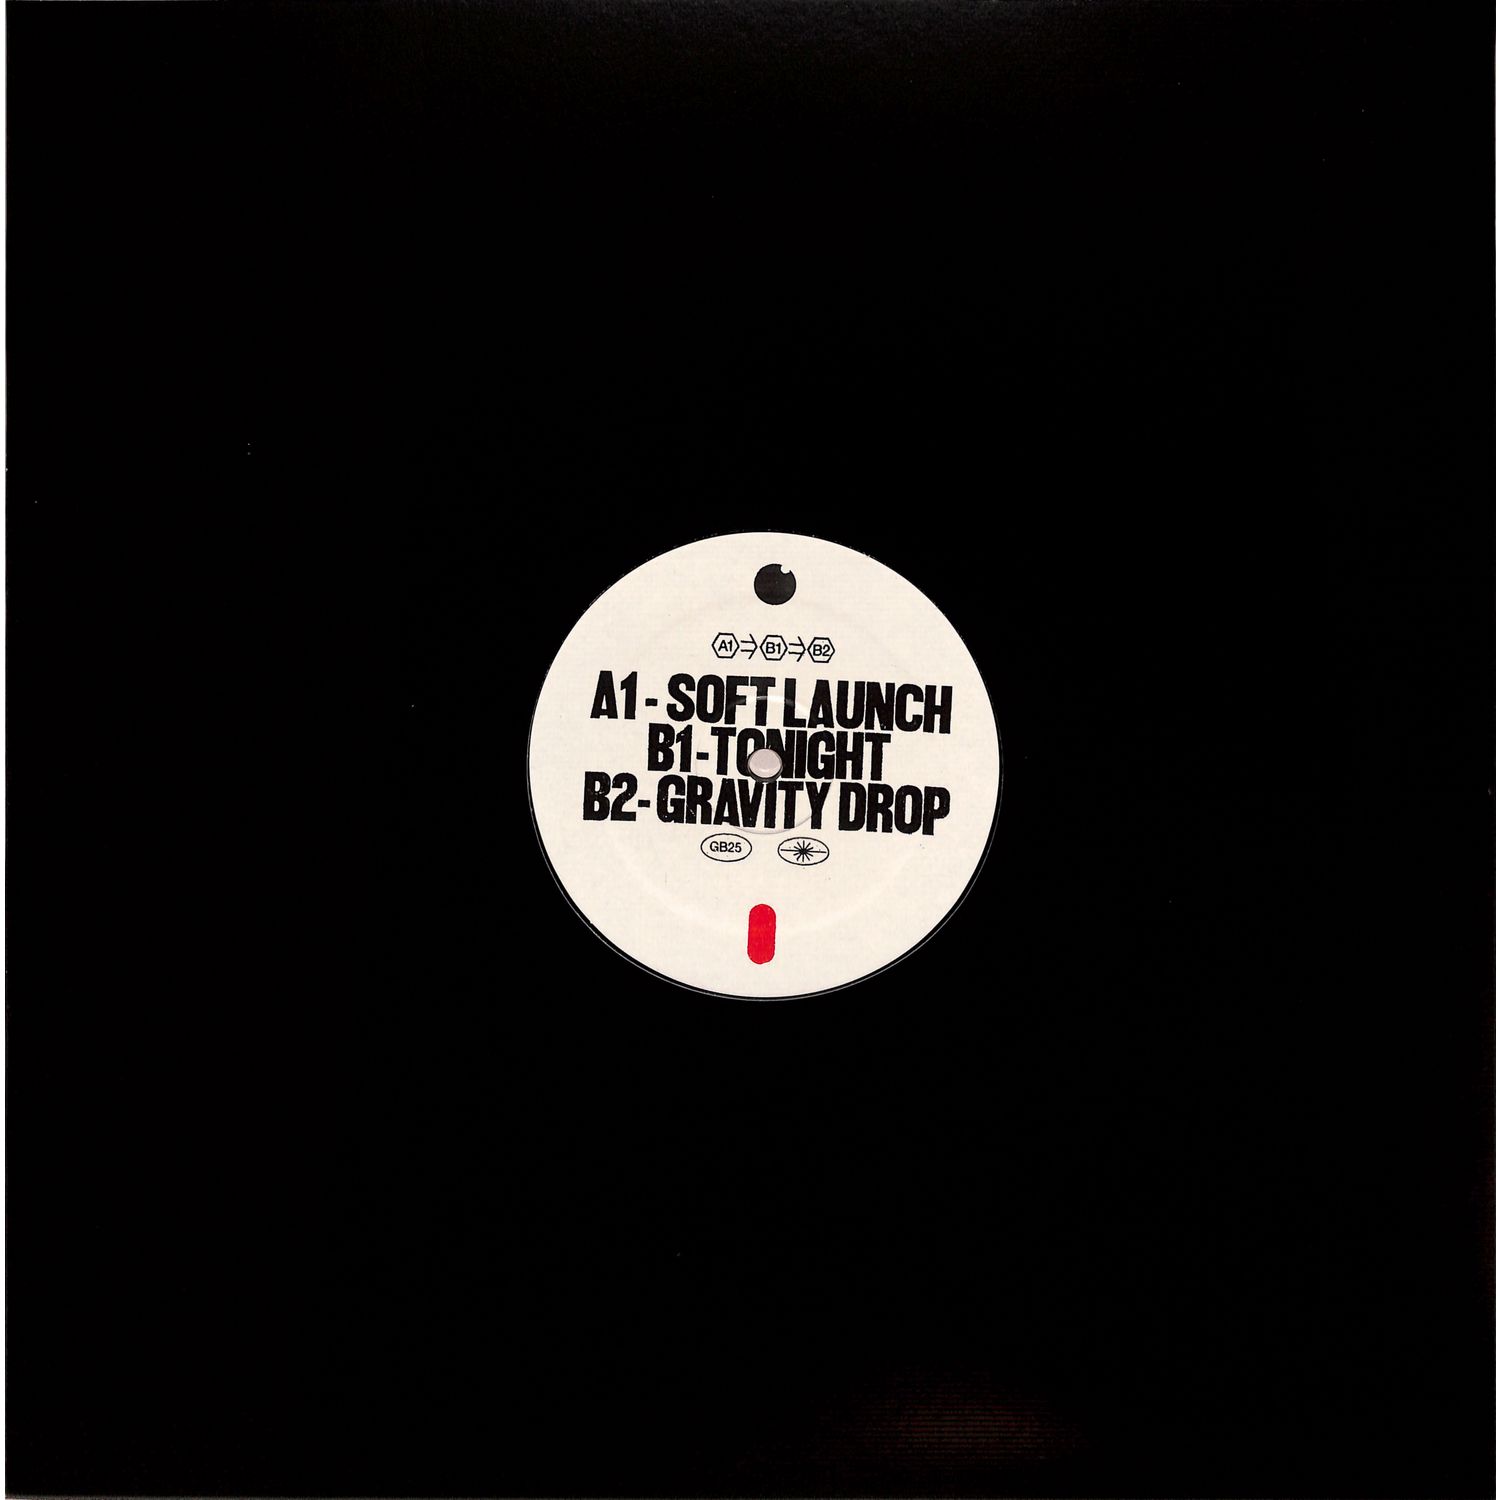 A1 B1 B2
A1 - SOFT LAUNCH
B1 - TONIGHT
B2 - GRAVITY DROP
GB25